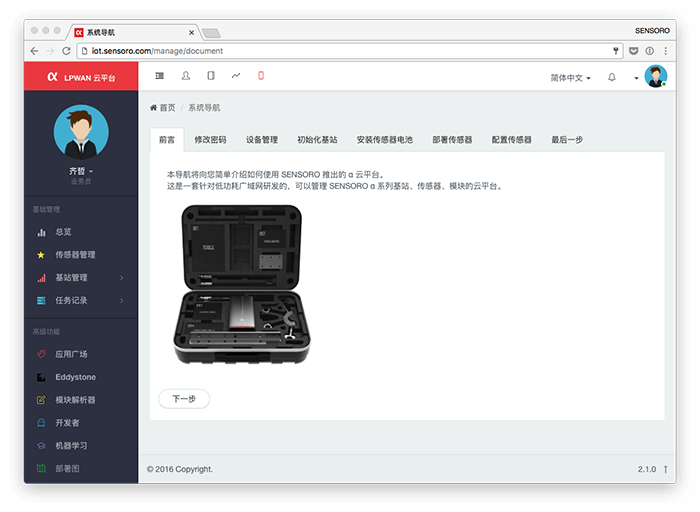 系统导航
SENSORO
iot.sensoro.com/manage/document
α LPWAN 云平台
简体中文
齐哲
业务员
基础管理
总览
传感器管理
基站管理
任务记录
高级功能
应用广场
Eddystone
模块解析器
开发者
机器学习
部署图
首页 / 系统导航
前言 修改密码 设备管理 初始化基站 安装传感器电池 部署传感器 配置传感器 最后一步
本导航将向您简单介绍如何使用 SENSORO 推出的 α 云平台。
这是一套针对低功耗广域网研发的，可以管理 SENSORO α 系列基站、传感器、模块的云平台。
TOOLS
下一步
© 2016 Copyright.
2.1.0